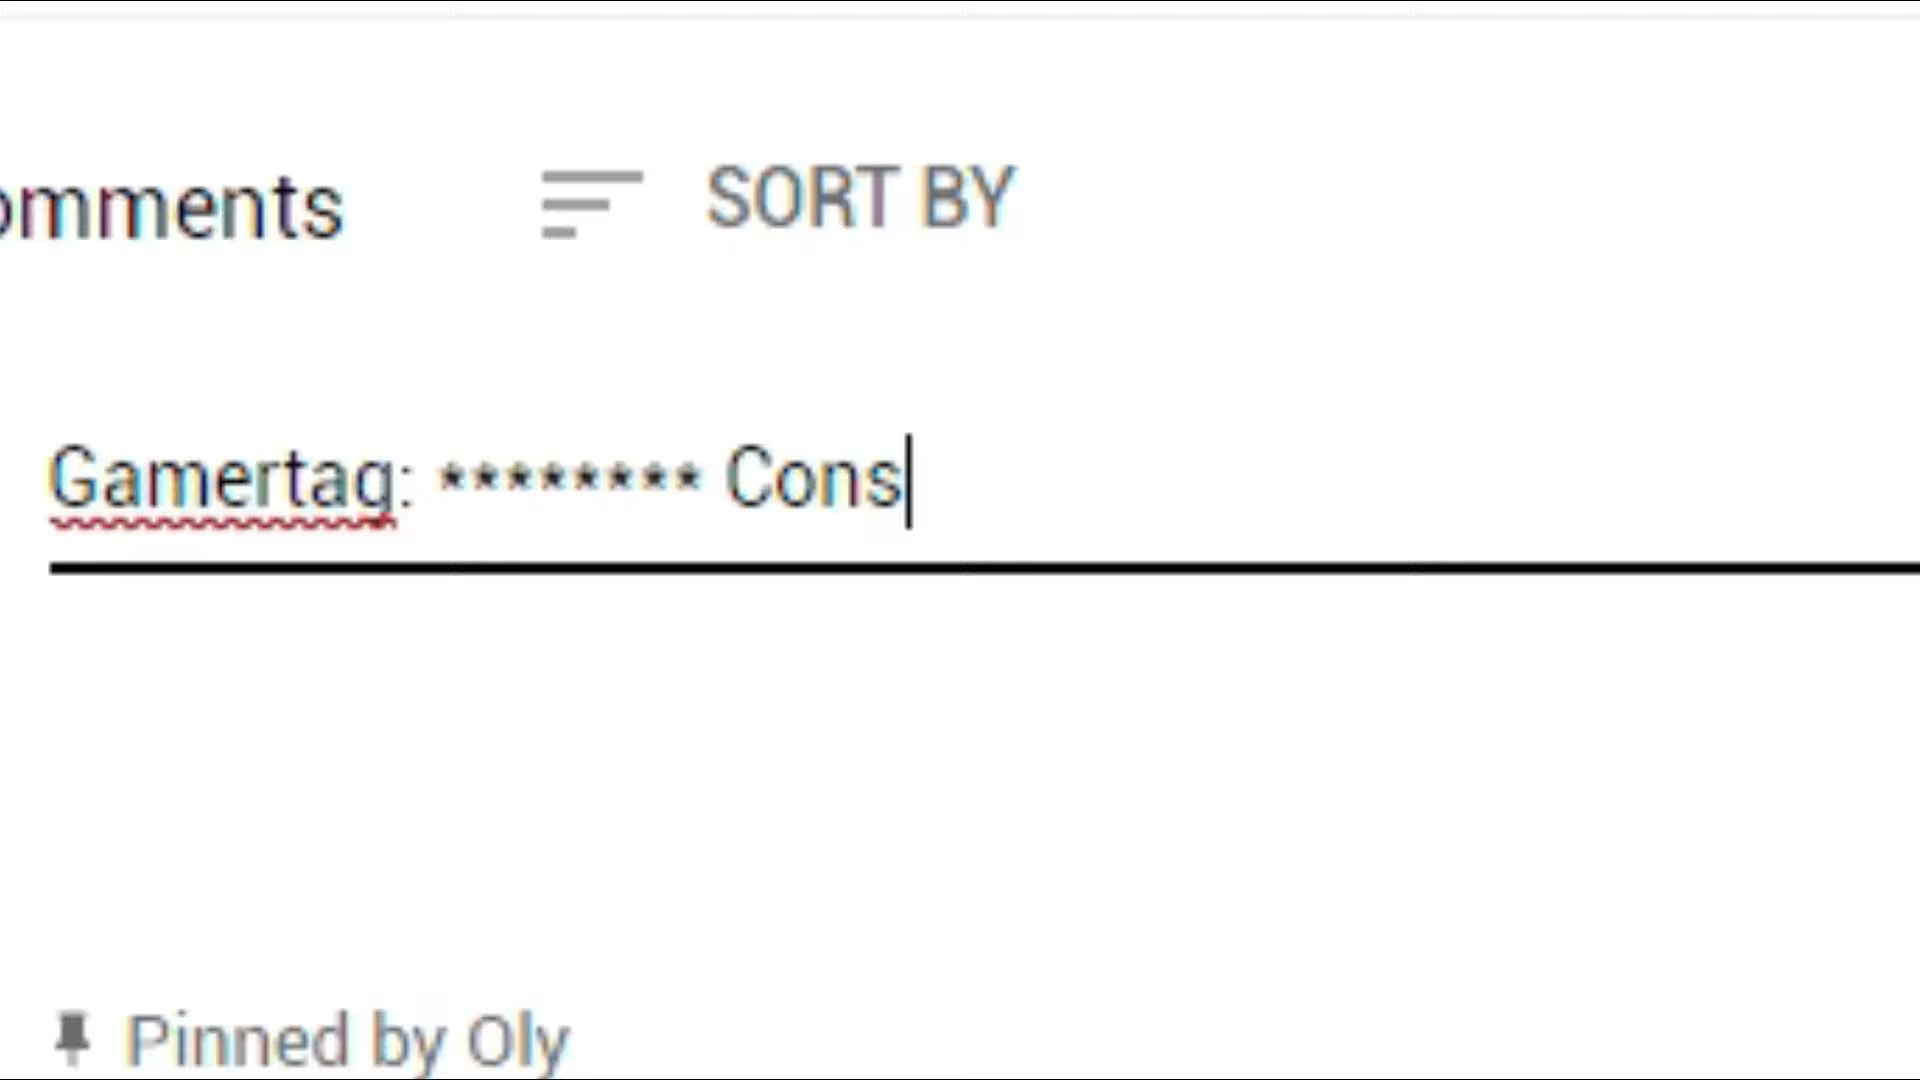 omments
SORT BY
Gamertag: ******** Cons
Pinned by Oly